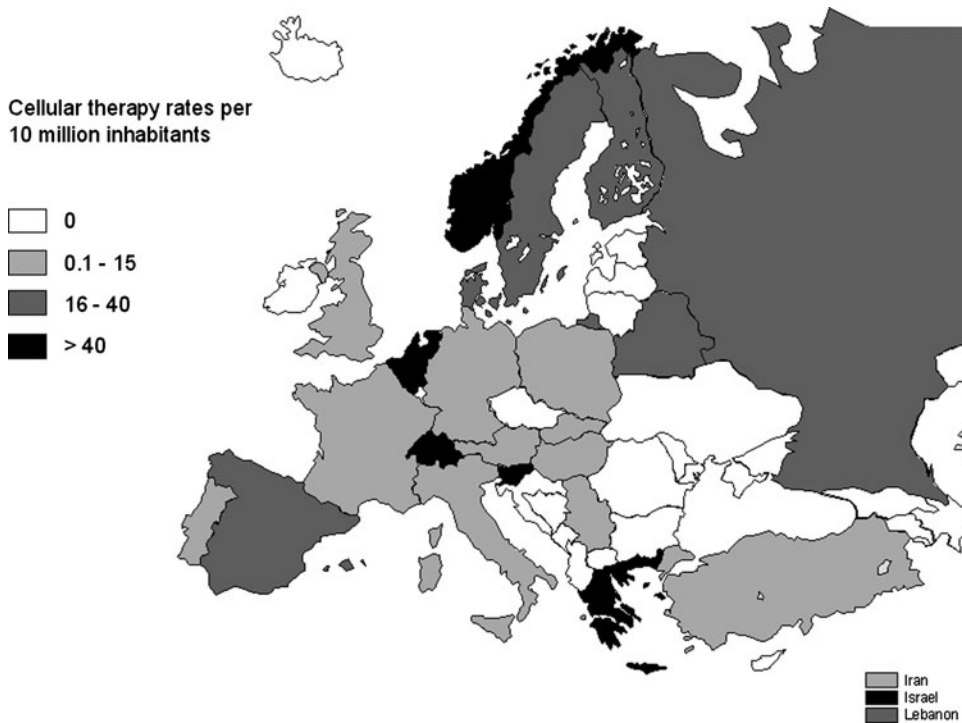 Cellular therapy rates per
10 million inhabitants
0
0.1 - 15
16 - 40
> 40
Iran
Israel
Lebanon